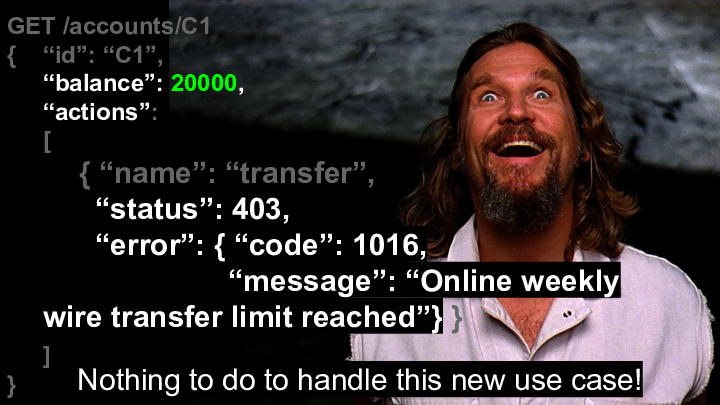 GET /accounts/C1
{ “id”: “C1”,
“balance”: 20000,
“actions”:
[
{ “name”: “transfer”,
“status”: 403,
“error”: { “code”: 1016,
“message”: “Online weekly
wire transfer limit reached”} }
]
}
Nothing to do to handle this new use case!